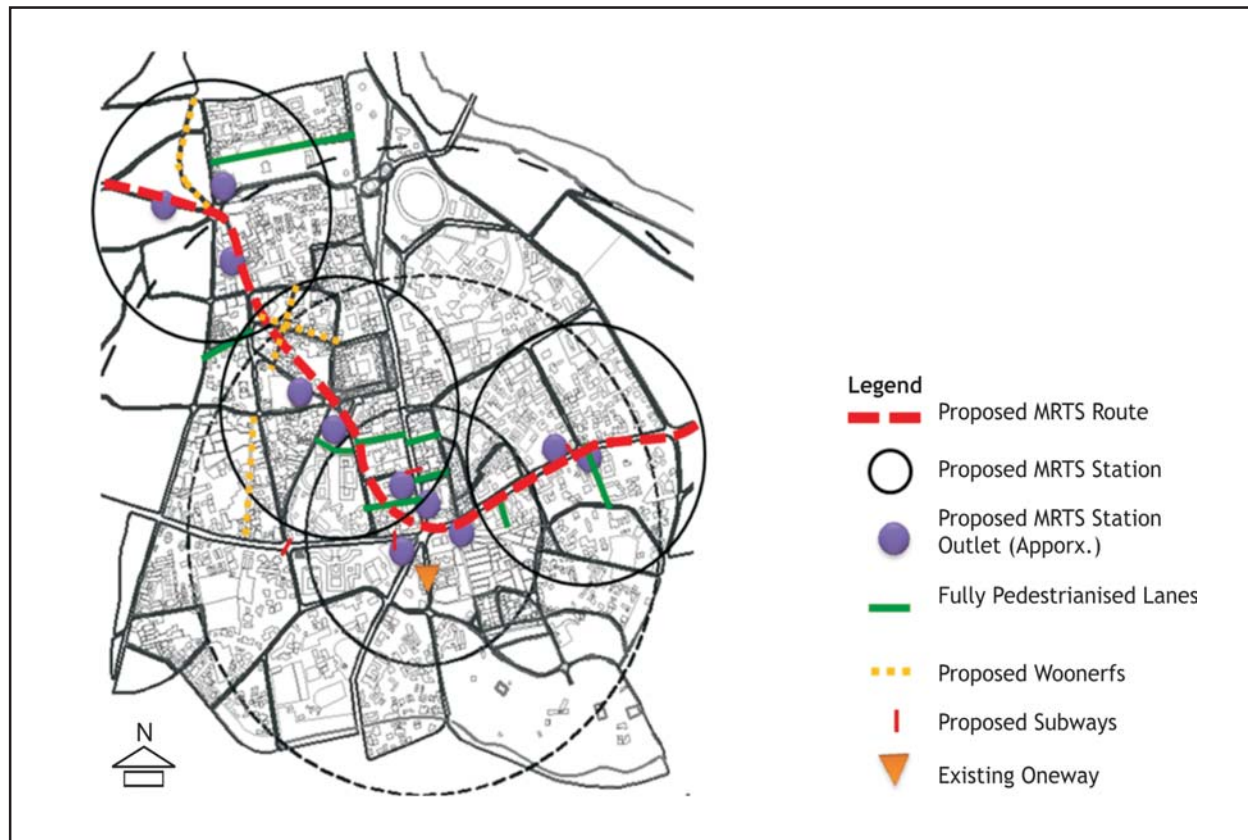 Legend
Proposed MRTS Route
Proposed MRTS Station
Proposed MRTS Station
Outlet (Apporx.)
Fully Pedestrianised Lanes
Proposed Woonerfs
Proposed Subways
Existing Oneway
N